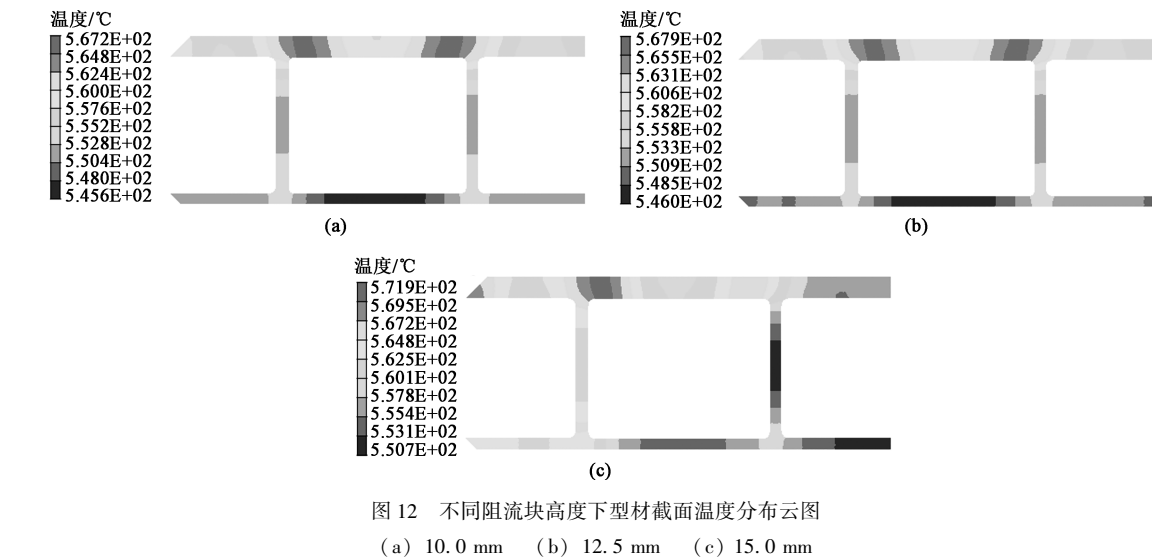 温度/℃
5.672E+02
5.648E+02
5.624E+02
5.600E+02
5.576E+02
5.552E+02
5.528E+02
5.504E+02
5.480E+02
5.456E+02
(a)
温度/℃
5.679E+02
5.655E+02
5.631E+02
5.606E+02
5.582E+02
5.558E+02
5.533E+02
5.509E+02
5.485E+02
5.460E+02
(b)
温度/℃
5.719E+02
5.695E+02
5.672E+02
5.648E+02
5.625E+02
5.601E+02
5.578E+02
5.554E+02
5.531E+02
5.507E+02
(c)
图 12 不同阻流块高度下型材截面温度分布云图
(a) 10.0 mm (b) 12.5 mm (c) 15.0 mm